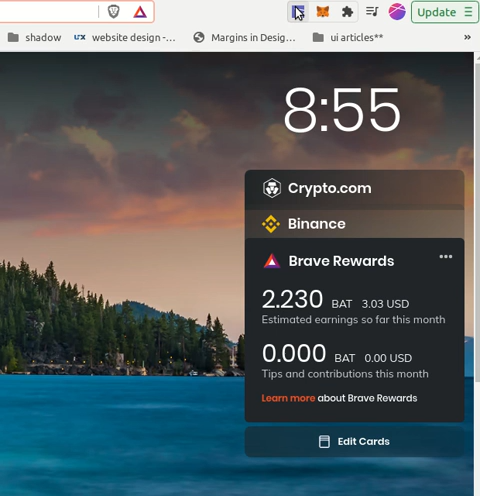 Update
shadow
website design -...
Margins in Desig...
ui articles**
»
8:55
Crypto.com
Binance
Brave Rewards
2.230 BAT 3.03 USD
Estimated earnings so far this month
0.000 BAT 0.00 USD
Tips and contributions this month
Learn more about Brave Rewards
Edit Cards